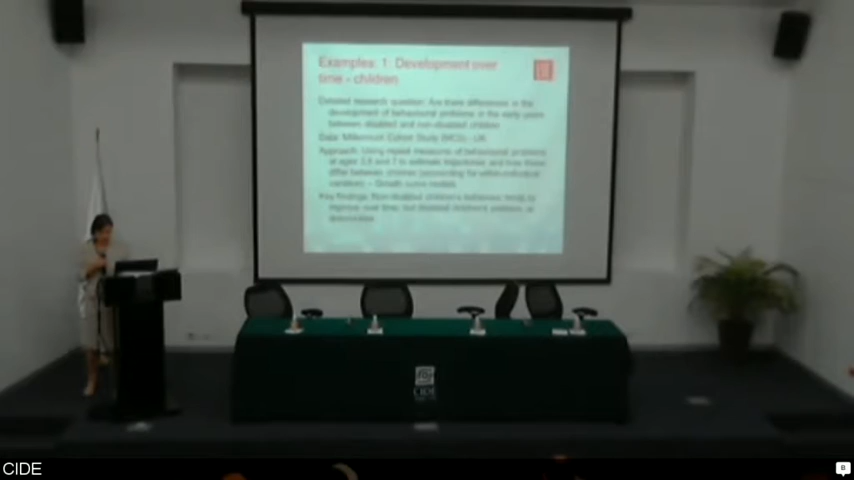 Examples: 1. Development over
time - children
Detailed research question: Are there differences in the
development of behavioural problems in the early years
between disabled and non-disabled children
Data: Millennium Cohort Study (MCS) - UK
Approach: Using repeated measures of behavioural problems
at ages 3,5 and 7 to estimate trajectories and how these
differ between children (accounting for within-individual
variation) – Growth curve models
Key findings: Non-disabled children's behaviour tends to
improve over time, but disabled children's
CIDE
CIDE